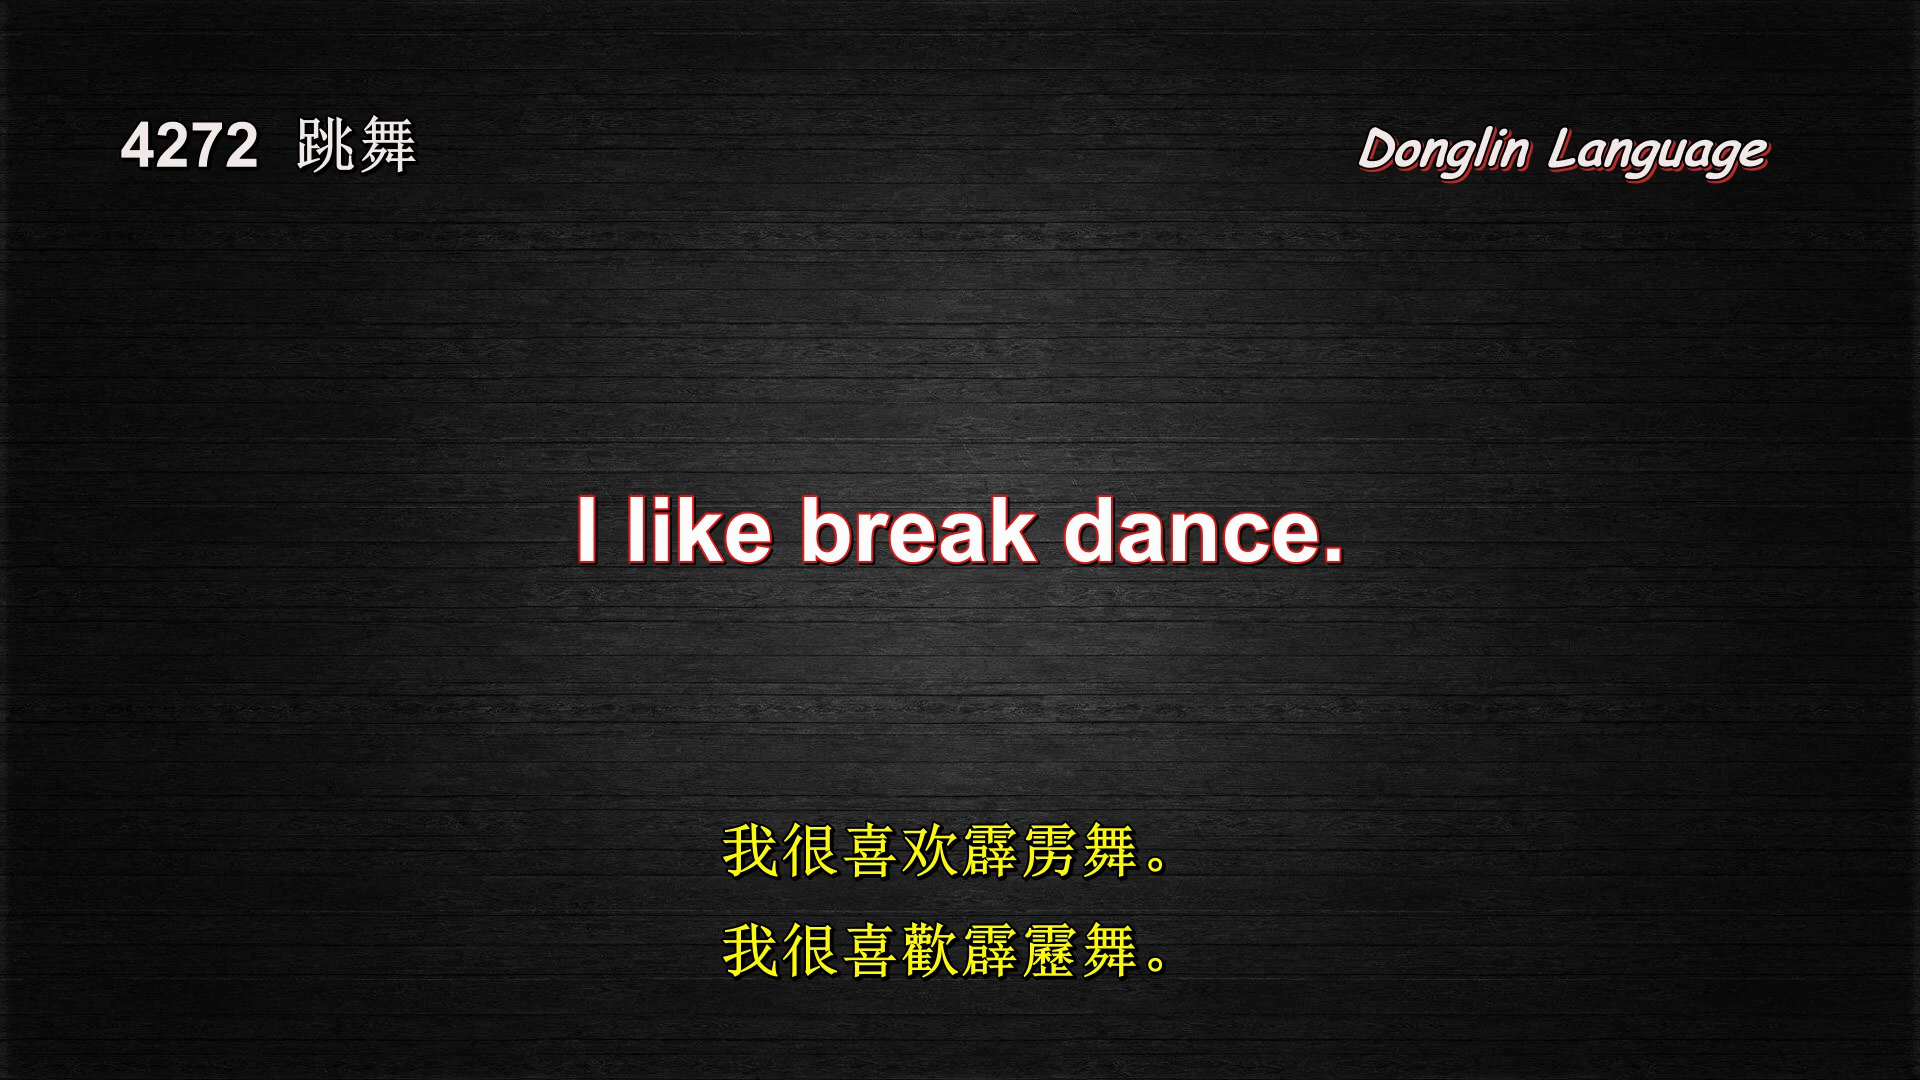 4272 跳舞
Donglin Language
I like break dance.
我很喜欢霹雳舞。
我很喜歡霹靂舞。